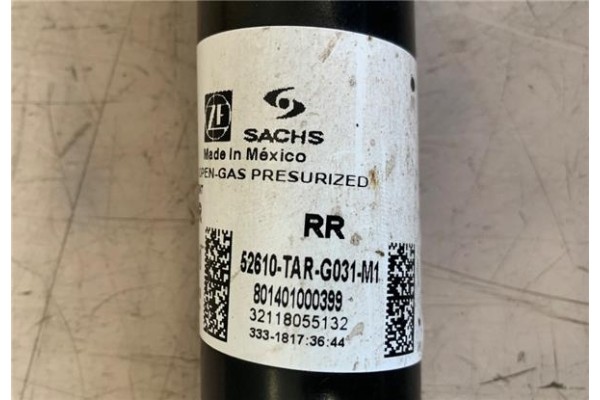 ZF
SACHS
Made In México
PEN-GAS PRESURIZED
RR
52610-TAR-G031-M1
801401000399
32118055132
333-1817:36:44